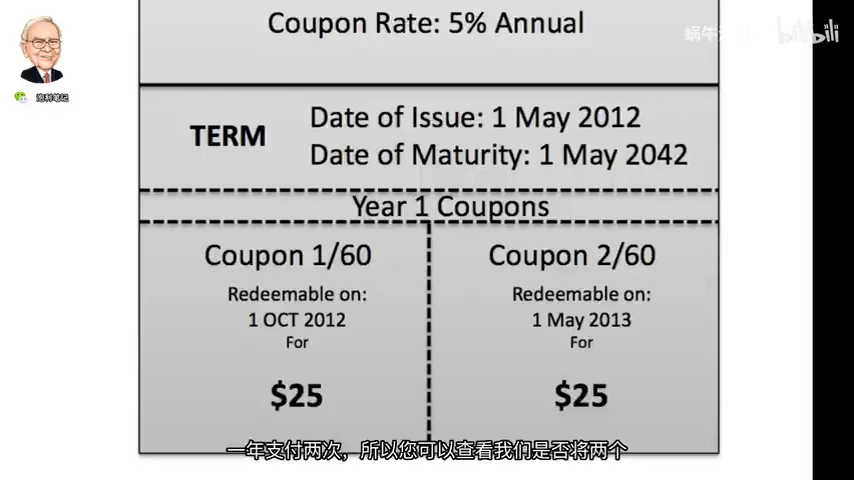 Coupon Rate: 5% Annual
bilibili
TERM
Date of Issue: 1 May 2012
Date of Maturity: 1 May 2042
Year 1 Coupons
Coupon 1/60
Redeemable on:
1 OCT 2012
For
$25
Coupon 2/60
Redeemable on:
1 May 2013
For
$25
一年支付两次，所以您可以查看我们是否将两个